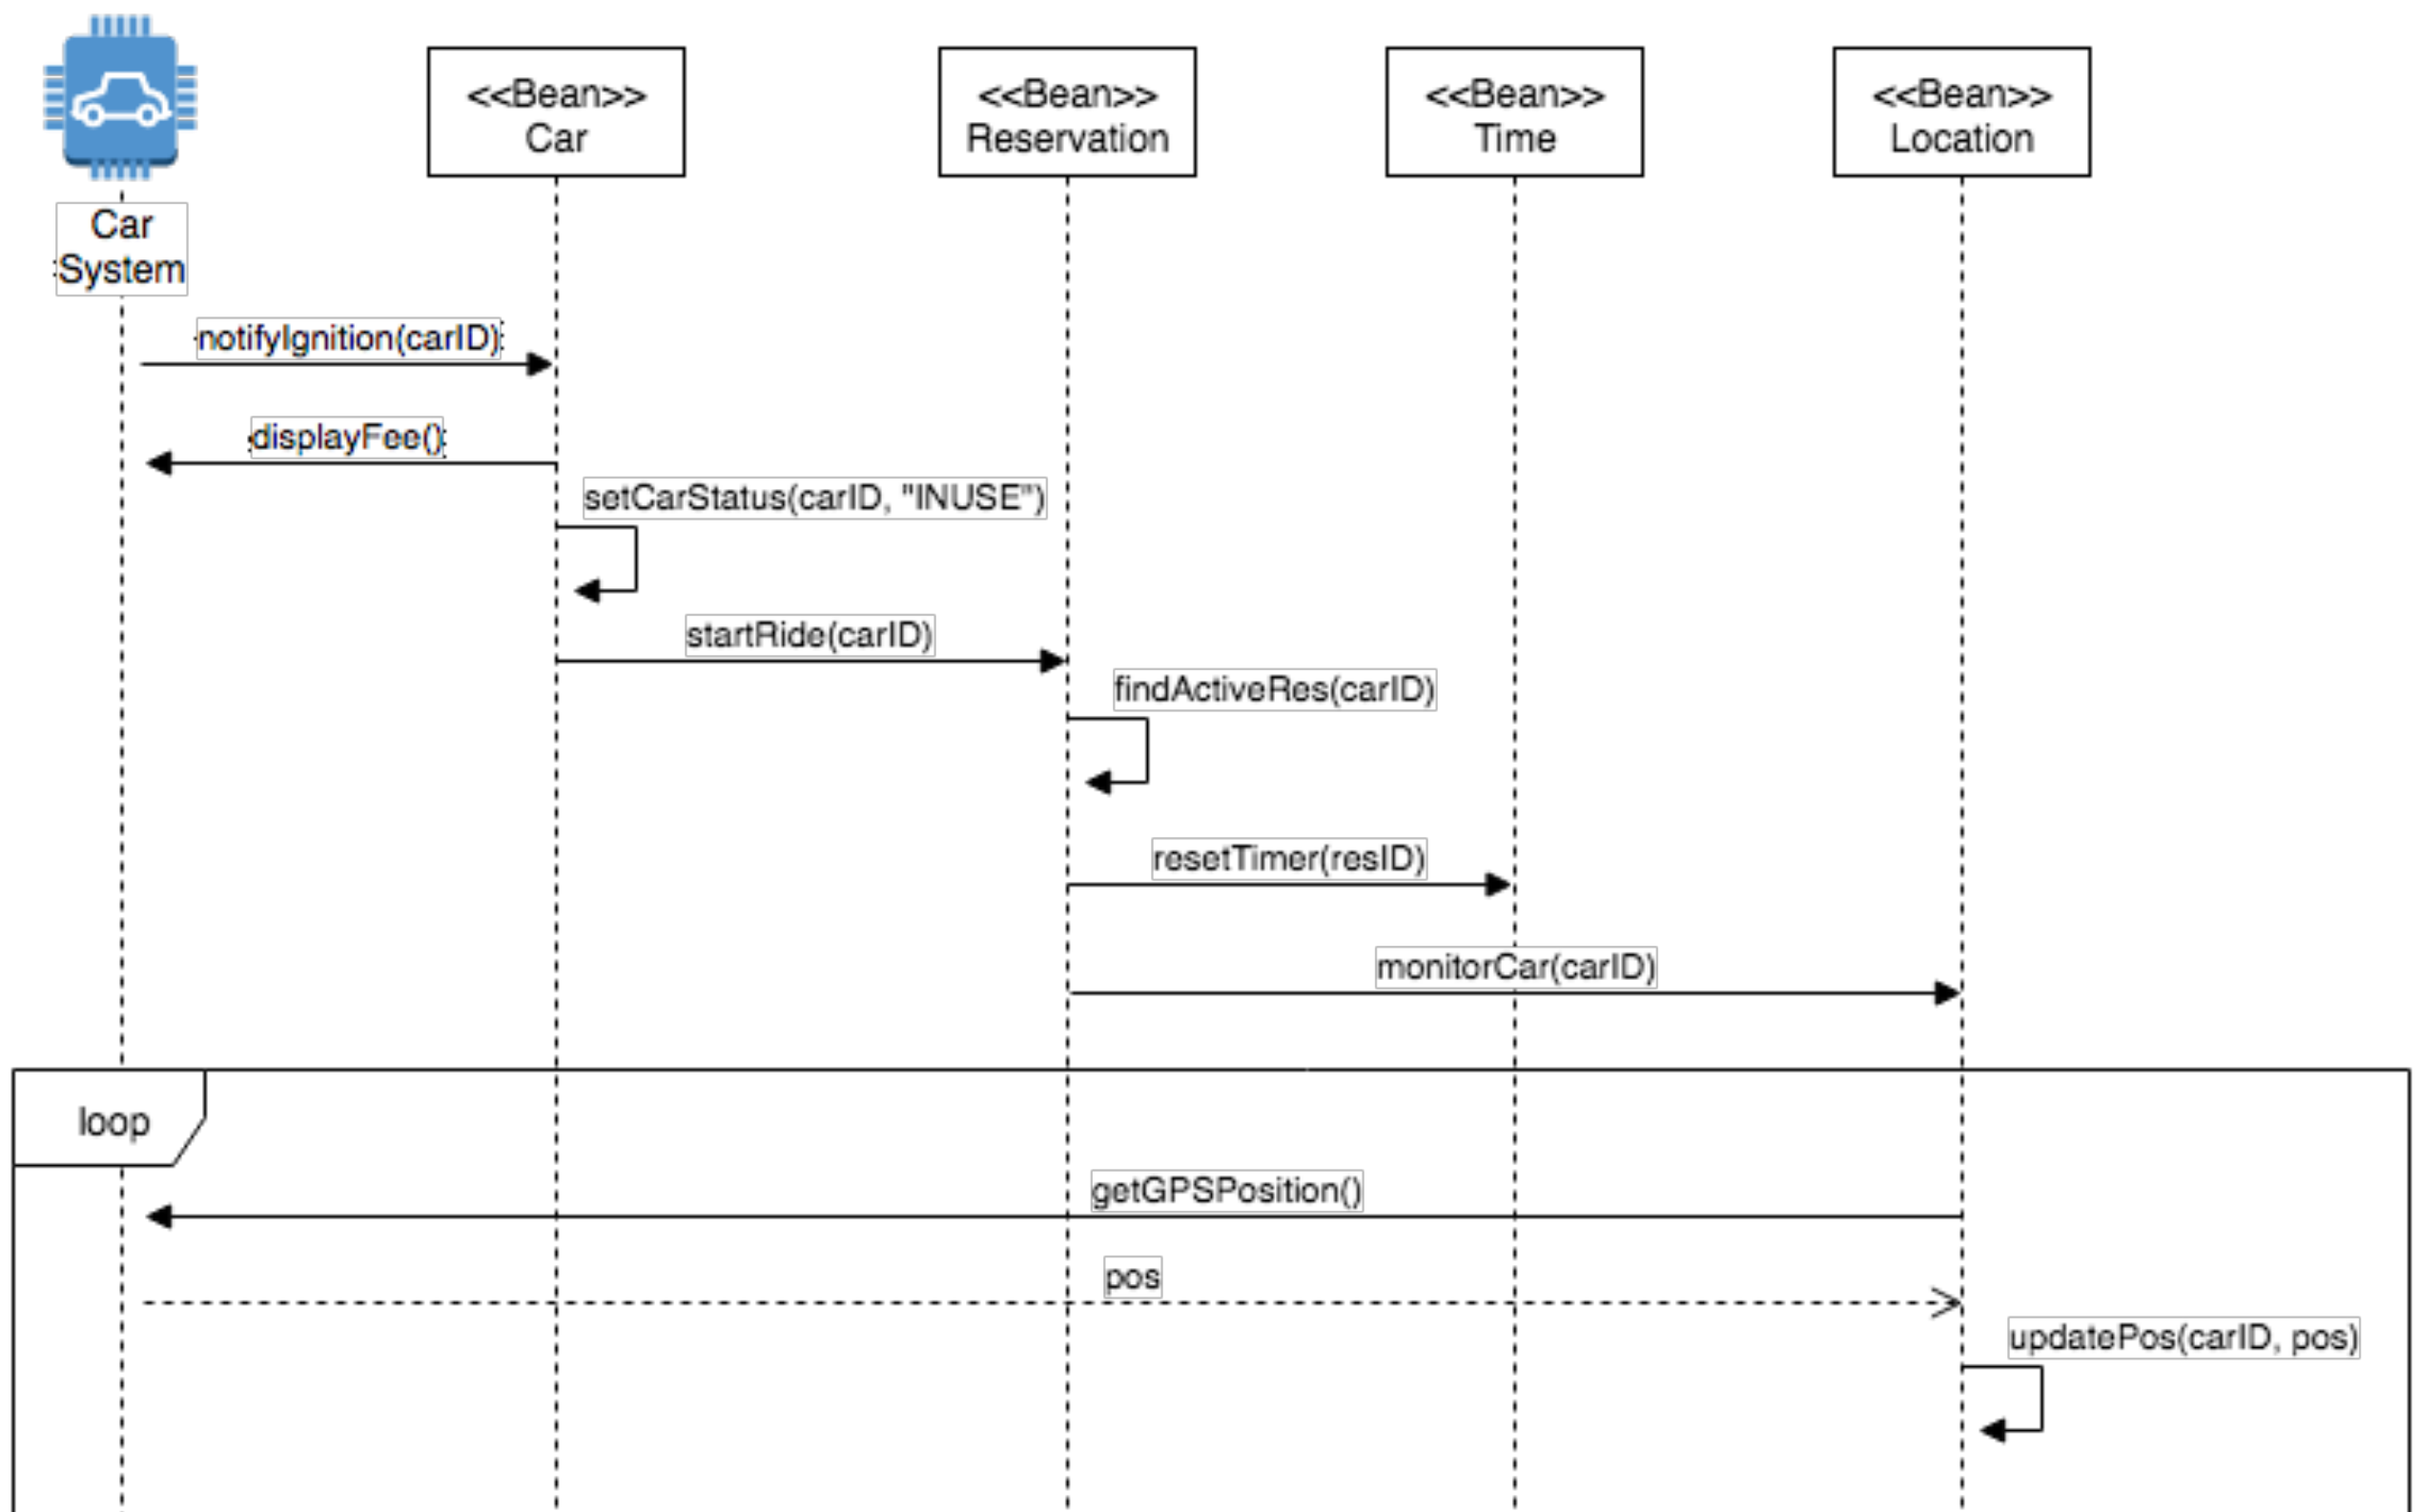 <<Bean>>
Car
<<Bean>>
Reservation
<<Bean>>
Time
<<Bean>>
Location
Car
System
notifyIgnition(carID)
displayFee()
setCarStatus(carID, "INUSE")
startRide(carID)
findActiveRes(carID)
resetTimer(resID)
monitorCar(carID)
loop
getGPSPosition()
pos
updatePos(carID, pos)